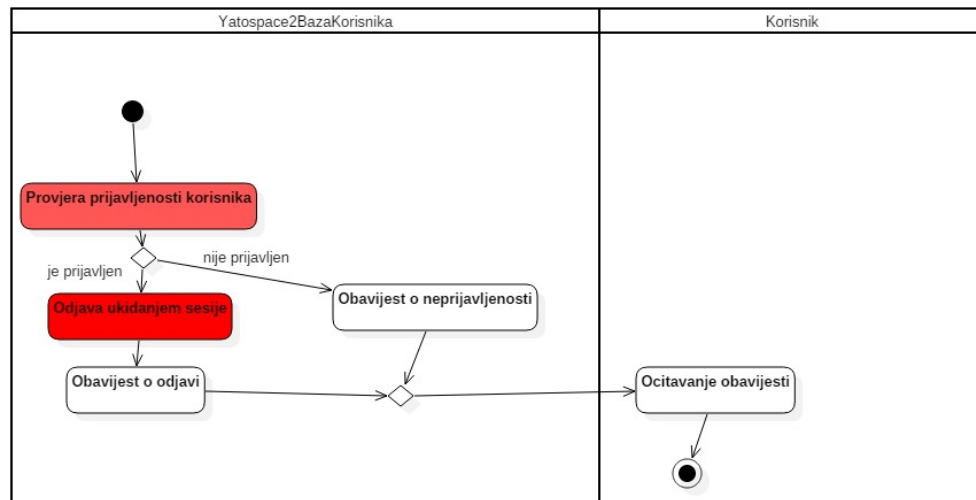 Yatospace2BazaKorisnika
Korisnik
Provjera prijavljenosti korisnika
je prijavljen
nije prijavljen
Odjava ukidanjem sesije
Obavijest o neprijavljenosti
Obavijest o odjavi
Ocitavanje obavijesti